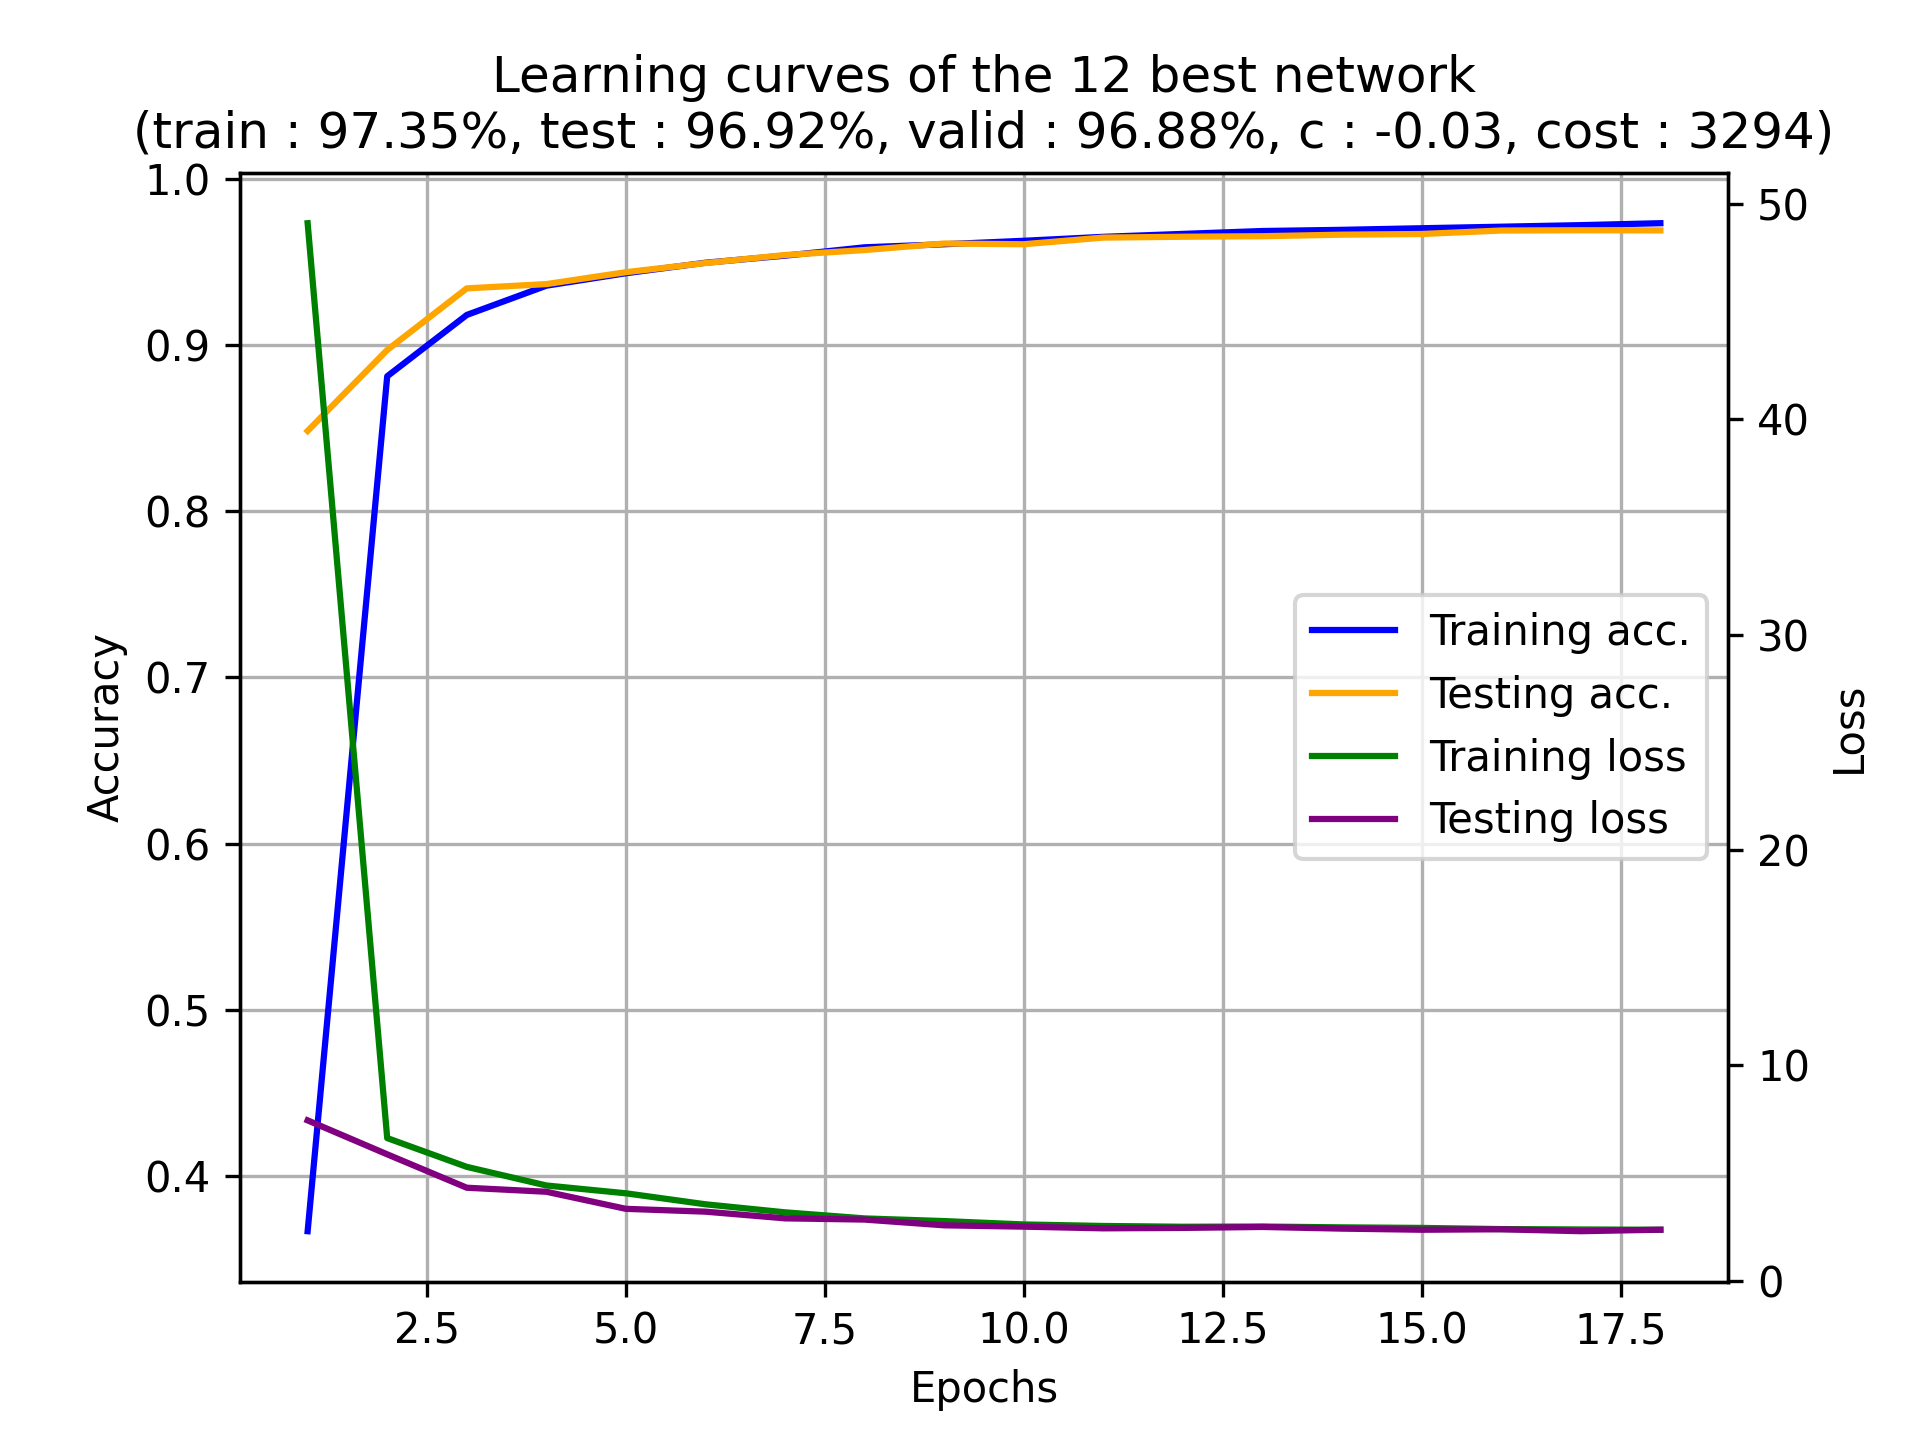 Learning curves of the 12 best network
(train : 97.35%, test : 96.92%, valid : 96.88%, c : -0.03, cost : 3294)
1.0
0.9
0.8
0.7
0.6
0.5
0.4
Accuracy
50
40
30
20
10
0
Loss
Training acc.
Testing acc.
Training loss
Testing loss
2.5 5.0 7.5 10.0 12.5 15.0 17.5
Epochs